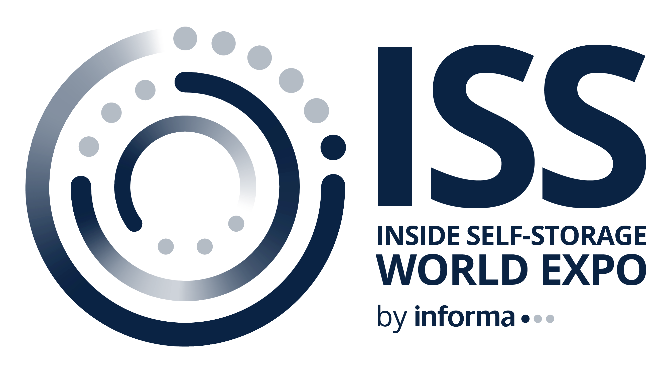 ISS
INSIDE SELF-STORAGE
WORLD EXPO
by informa